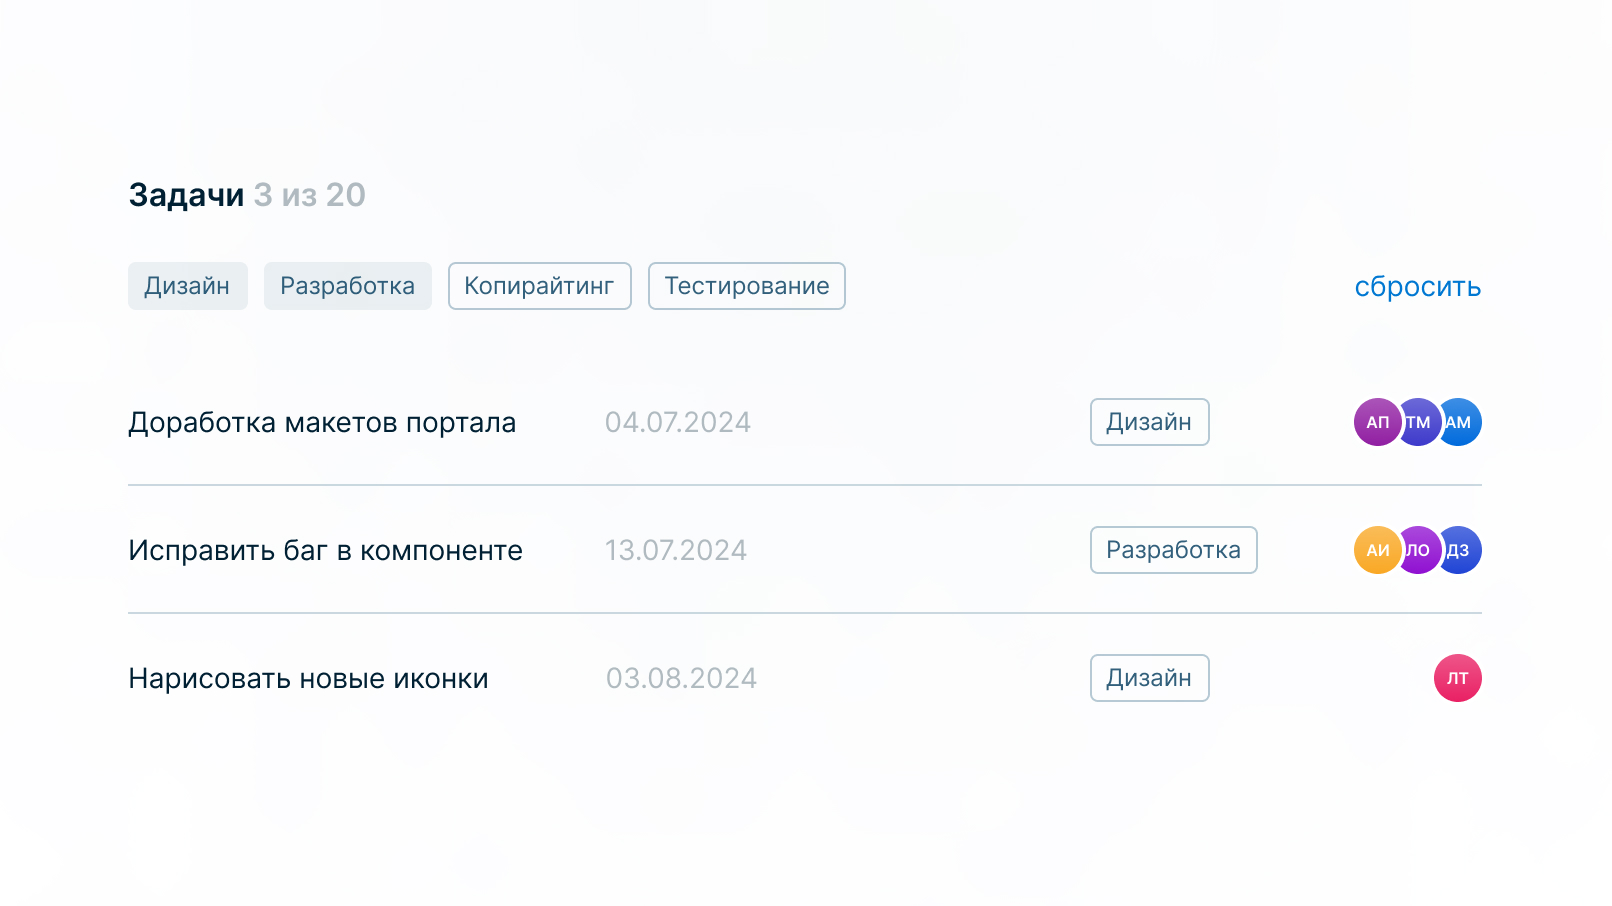 Задачи 3 из 20
Дизайн Разработка Копирайтинг Тестирование сбросить
Доработка макетов портала 04.07.2024 Дизайн АП ТМ АМ
Исправить баг в компоненте 13.07.2024 Разработка АИ ЛО ДЗ
Нарисовать новые иконки 03.08.2024 Дизайн ЛТ